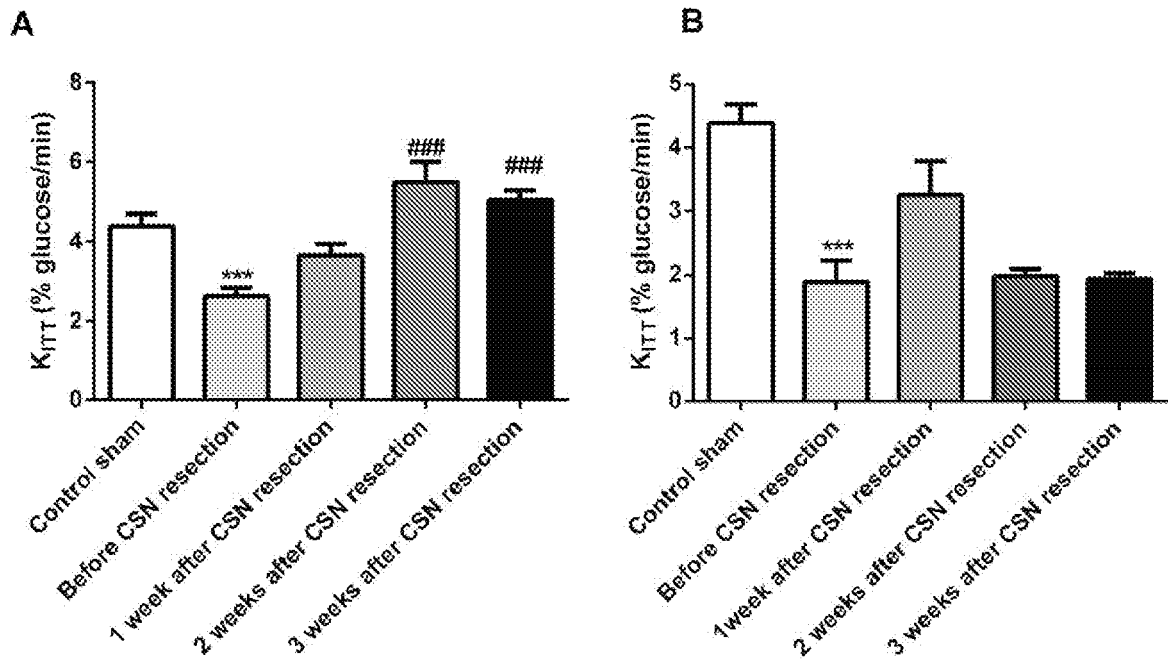 A
K_ITT (% glucose/min)
8
6
4
2
0
***
###
###
Control sham
Before CSN resection
1 week after CSN resection
2 weeks after CSN resection
3 weeks after CSN resection
B
K_ITT (% glucose/min)
5
4
3
2
1
0
***
Control sham
Before CSN resection
1week after CSN resection
2 weeks after CSN resection
3 weeks after CSN resection